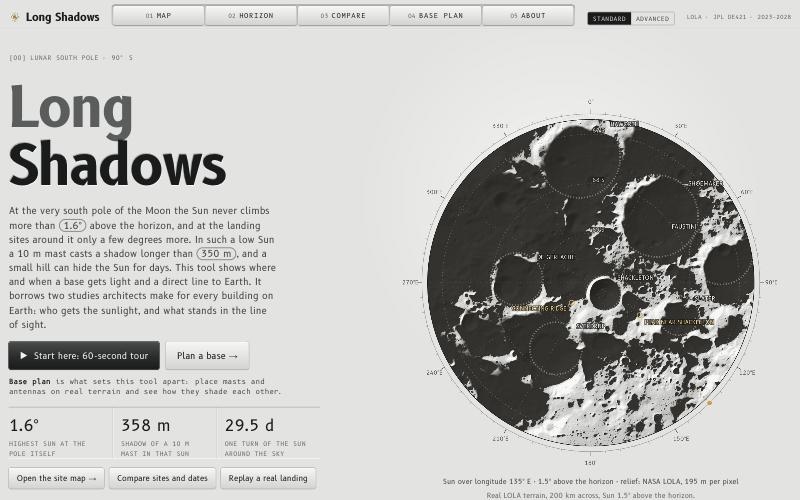 Long Shadows
01 MAP
02 HORIZON
03 COMPARE
04 BASE PLAN
05 ABOUT
STANDARD ADVANCED
LOLA · JPL DE421 · 2023-2028
[00] LUNAR SOUTH POLE · 90° S
Long
Shadows
At the very south pole of the Moon the Sun never climbs
more than 1.6° above the horizon, and at the landing
sites around it only a few degrees more. In such a low Sun
a 10 m mast casts a shadow longer than 350 m, and a
small hill can hide the Sun for days. This tool shows where
and when a base gets light and a direct line to Earth. It
borrows two studies architects make for every building on
Earth: who gets the sunlight, and what stands in the line
of sight.
▶ Start here: 60-second tour
Plan a base →
Base plan is what sets this tool apart: place masts and
antennas on real terrain and see how they shade each other.
1.6°
HIGHEST SUN AT THE
POLE ITSELF
358 m
SHADOW OF A 10 M
MAST IN THAT SUN
29.5 d
ONE TURN OF THE SUN
AROUND THE SKY
Open the site map →
Compare sites and dates
Replay a real landing
0°
330°E
30°E
300°E
60°E
270°E
90°E
240°E
120°E
210°E
150°E
180°
HAWORTH
SHOEMAKER
FAUSTINI
DE GERLACHE
SHACKLETON
SLATER
CONNECTING RIDGE
SVERDRUP
PEAK NEAR SHACKLETON
Sun over longitude 135° E · 1.5° above the horizon · relief: NASA LOLA, 195 m per pixel
Real LOLA terrain, 200 km across, Sun 1.5° above the horizon.